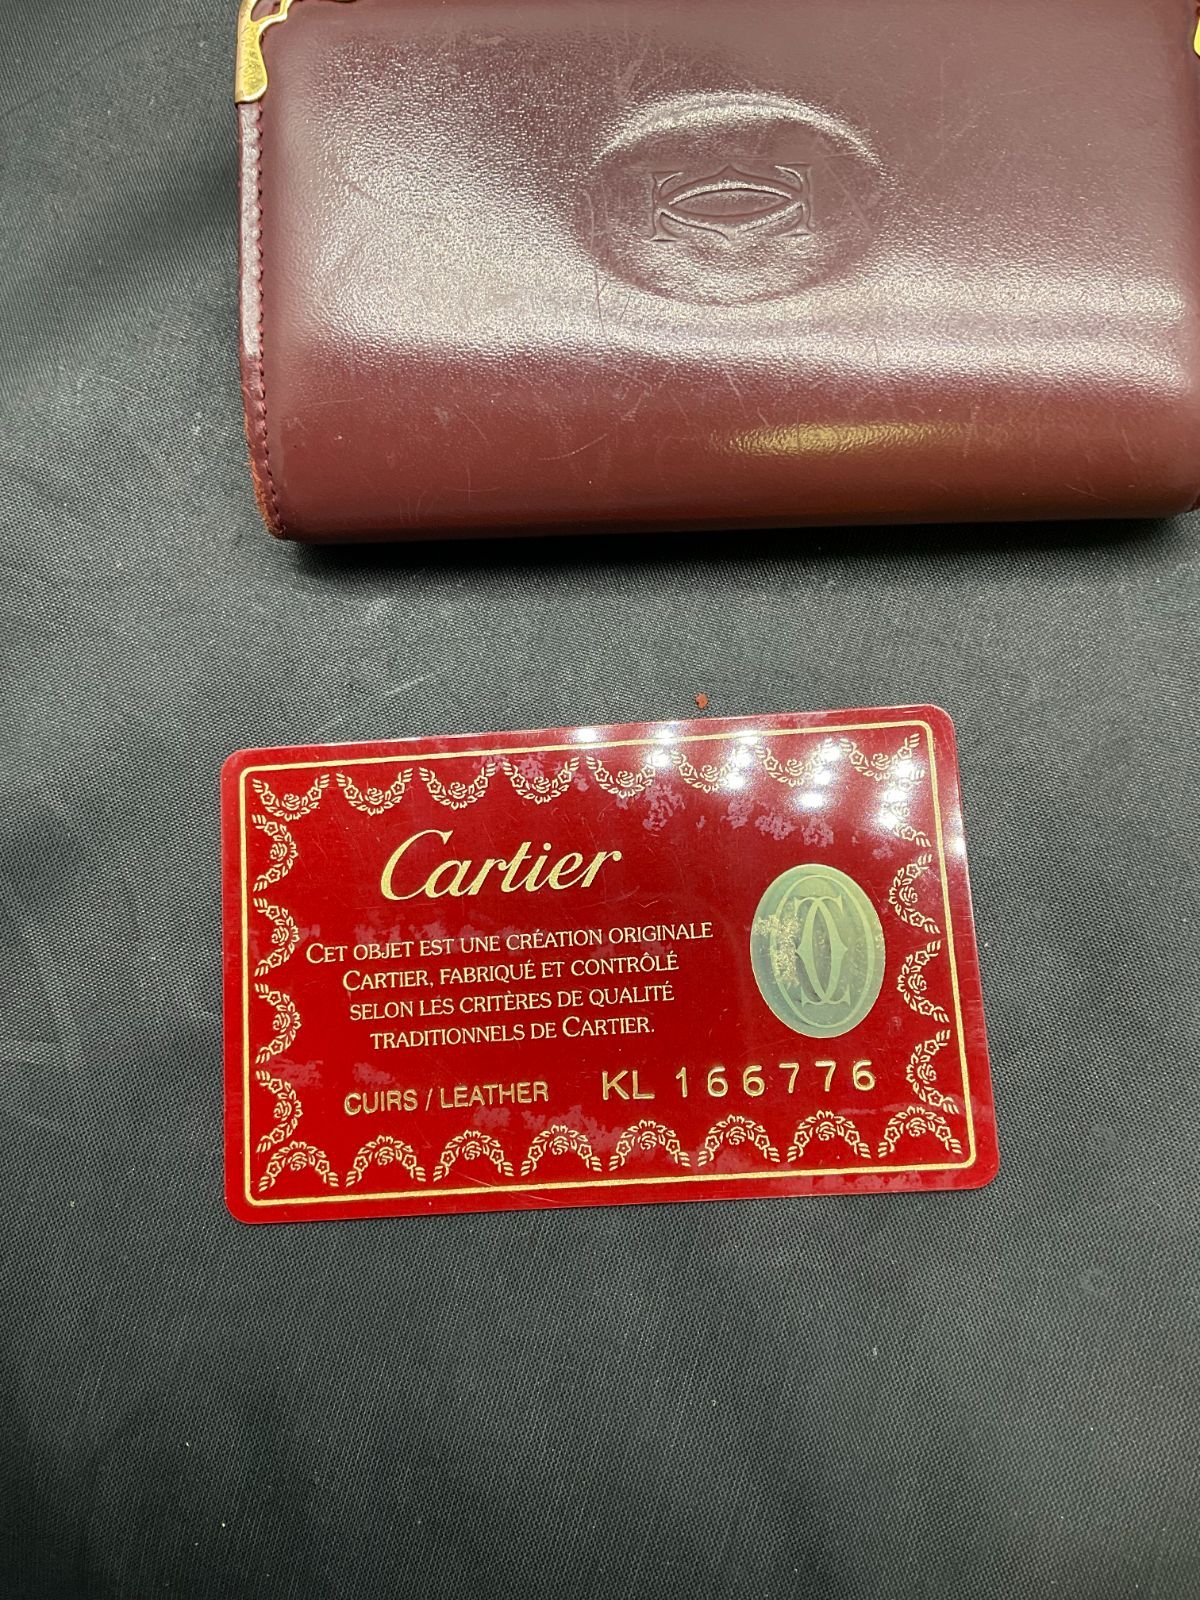 Cartier
CET OBJET EST UNE CRÉATION ORIGINALE
CARTIER, FABRIQUÉ ET CONTRÔLÉ
SELON LES CRITÈRES DE QUALITÉ
TRADITIONNELS DE CARTIER.
CUIRS / LEATHER KL 166776